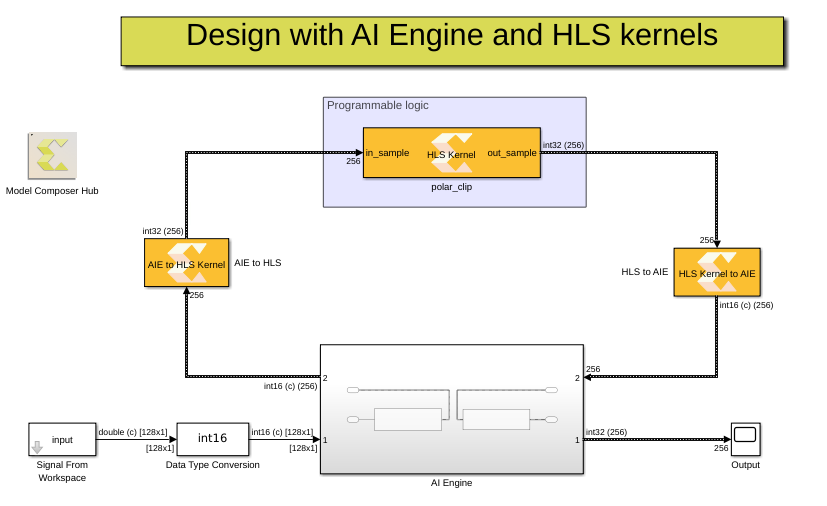 Design with AI Engine and HLS kernels
Programmable logic
in_sample
HLS Kernel
out_sample
256
int32 (256)
polar_clip
Model Composer Hub
int32 (256)
AIE to HLS Kernel
AIE to HLS
256
256
HLS to AIE
HLS Kernel to AIE
int16 (c) (256)
2
int16 (c) (256)
256
2
input
double (c) [128x1]
[128x1]
Signal From
Workspace
int16
Data Type Conversion
int16 (c) [128x1]
[128x1]
1
1
AI Engine
int32 (256)
256
Output